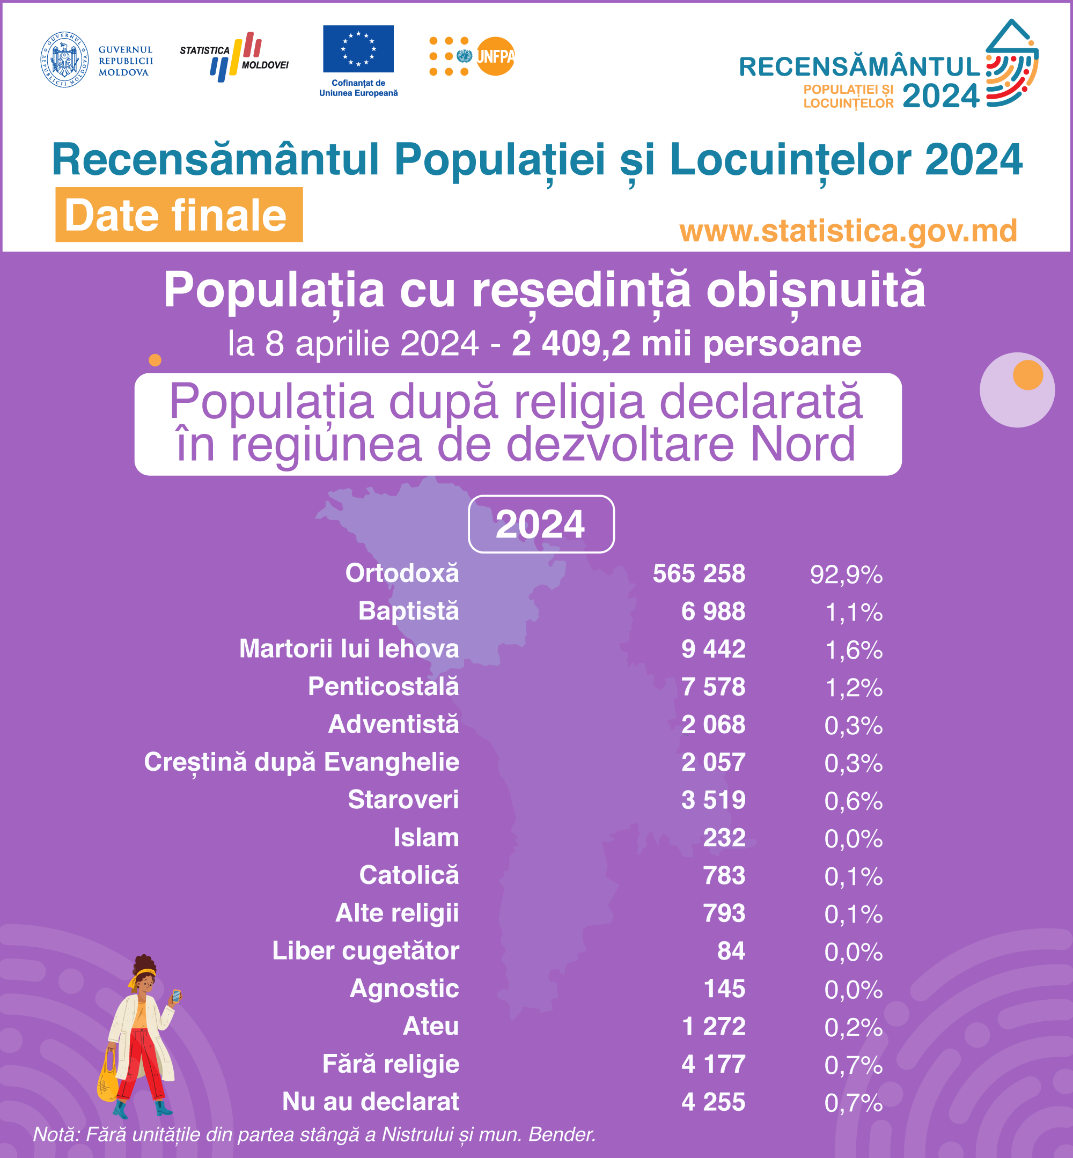 GUVERNUL
REPUBLICII
MOLDOVA
STATISTICA
MOLDOVEI
Cofinanțat de
Uniunea Europeană
UNFPA
RECENSĂMÂNTUL
POPULAȚIEI ȘI
LOCUINȚELOR 2024
Recensământul Populației și Locuințelor 2024
Date finale
www.statistica.gov.md
Populația cu reședință obișnuită
la 8 aprilie 2024 - 2 409,2 mii persoane
Populația după religia declarată
în regiunea de dezvoltare Nord
2024
Ortodoxă 565 258 92,9%
Baptistă 6 988 1,1%
Martorii lui Iehova 9 442 1,6%
Penticostală 7 578 1,2%
Adventistă 2 068 0,3%
Creștină după Evanghelie 2 057 0,3%
Staroveri 3 519 0,6%
Islam 232 0,0%
Catolică 783 0,1%
Alte religii 793 0,1%
Liber cugetător 84 0,0%
Agnostic 145 0,0%
Ateu 1 272 0,2%
Fără religie 4 177 0,7%
Nu au declarat 4 255 0,7%
Notă: Fără unitățile din partea stângă a Nistrului și mun. Bender.